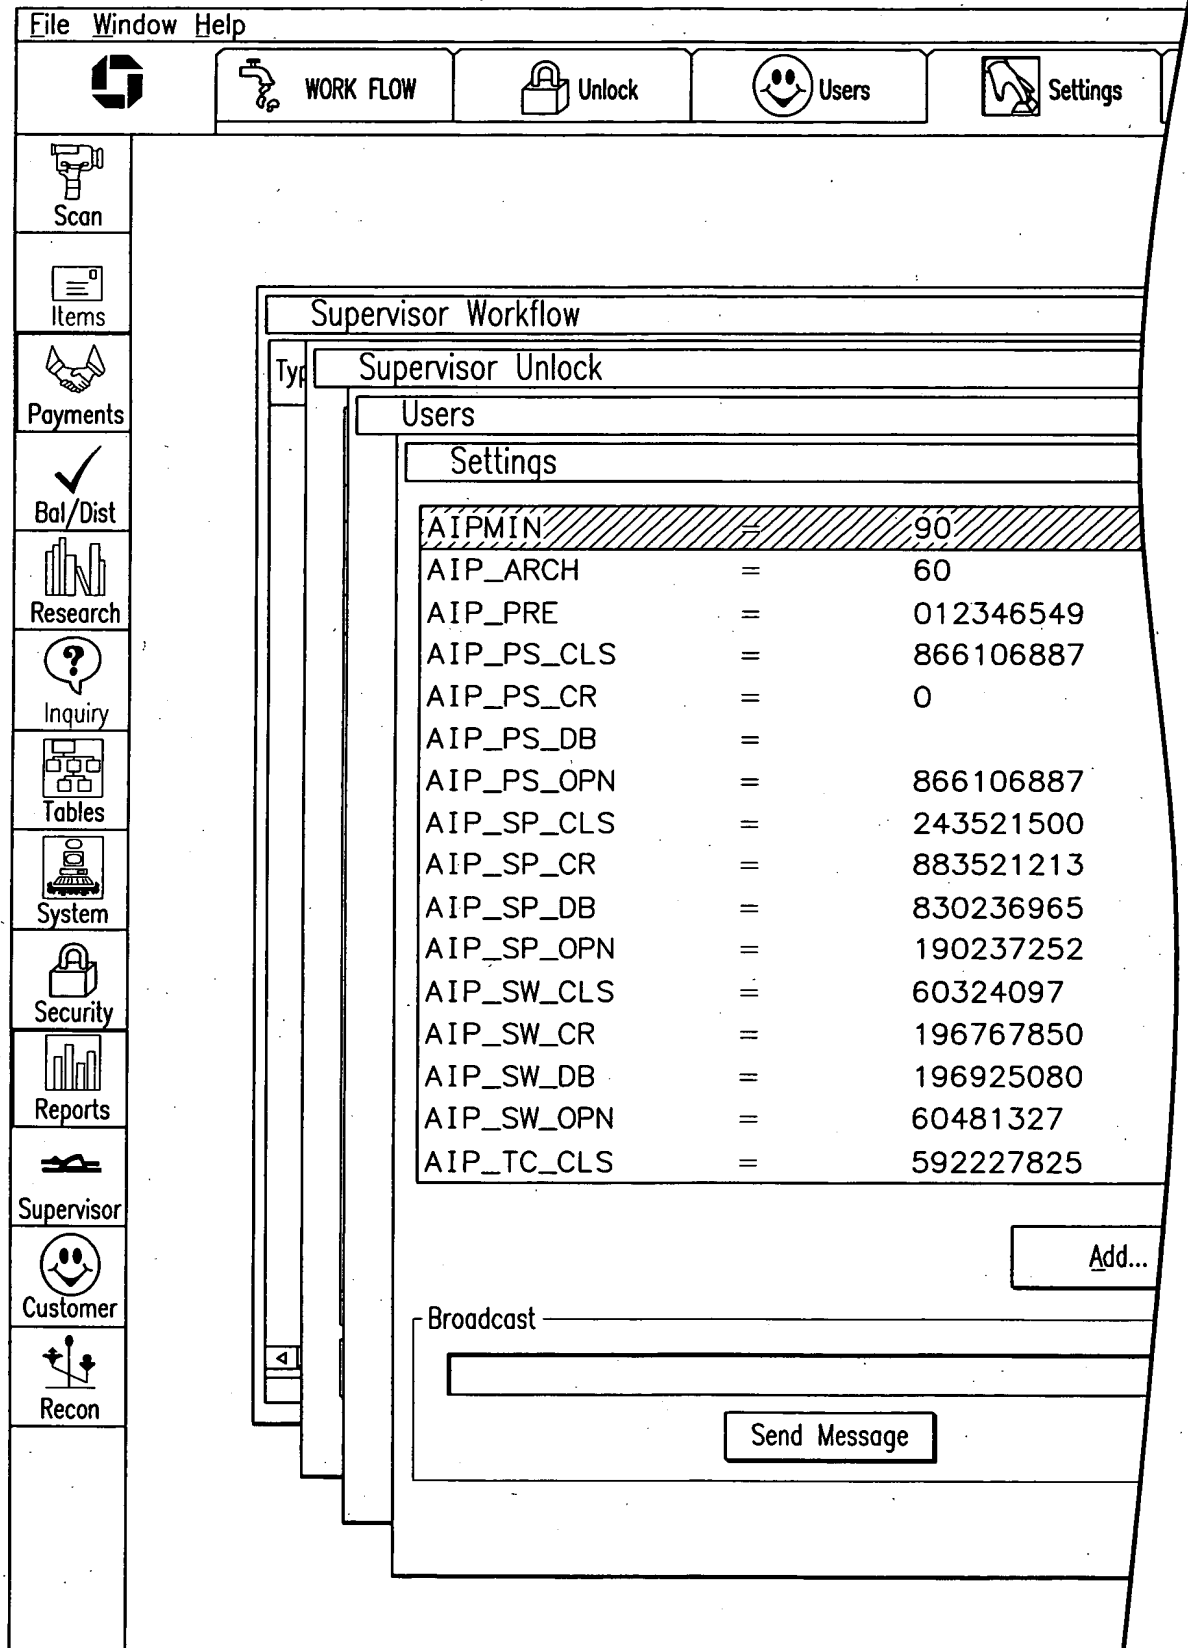 File Window Help
WORK FLOW Unlock Users Settings
Scan
Items
Payments
Bal/Dist
Research
Inquiry
Tables
System
Security
Reports
Supervisor
Customer
Recon
Supervisor Workflow
Supervisor Unlock
Users
Settings
AIPMIN = 90
AIP_ARCH = 60
AIP_PRE = 012346549
AIP_PS_CLS = 866106887
AIP_PS_CR = 0
AIP_PS_DB =
AIP_PS_OPN = 866106887
AIP_SP_CLS = 243521500
AIP_SP_CR = 883521213
AIP_SP_DB = 830236965
AIP_SP_OPN = 190237252
AIP_SW_CLS = 60324097
AIP_SW_CR = 196767850
AIP_SW_DB = 196925080
AIP_SW_OPN = 60481327
AIP_TC_CLS = 592227825
Add...
Broadcast
Send Message